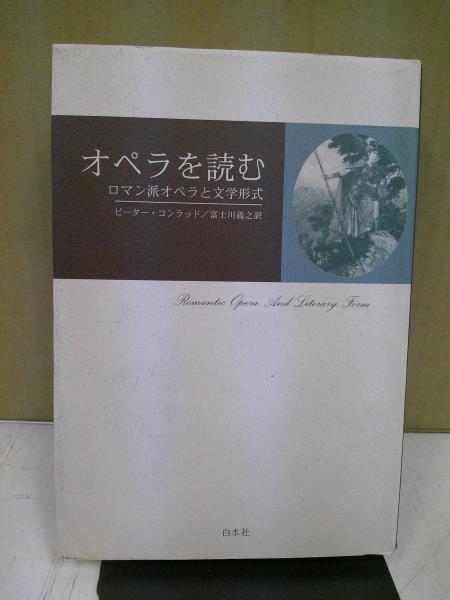 オペラを読む
ロマン派オペラと文学形式
ピーター・コンラッド／富士川義之訳
Romantic Opera And Literary Form
白水社